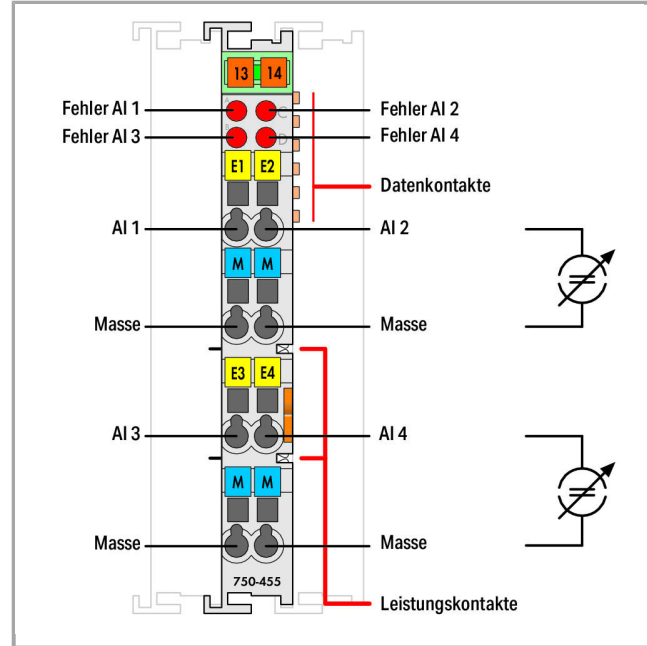 13 14
A C
Fehler AI 1 Fehler AI 2
Fehler AI 3 D Fehler AI 4
E1 E2
Datenkontakte
AI 1 AI 2
M M
Masse Masse
E3 E4
AI 3 AI 4
M M
Masse Masse
750-455
Leistungskontakte